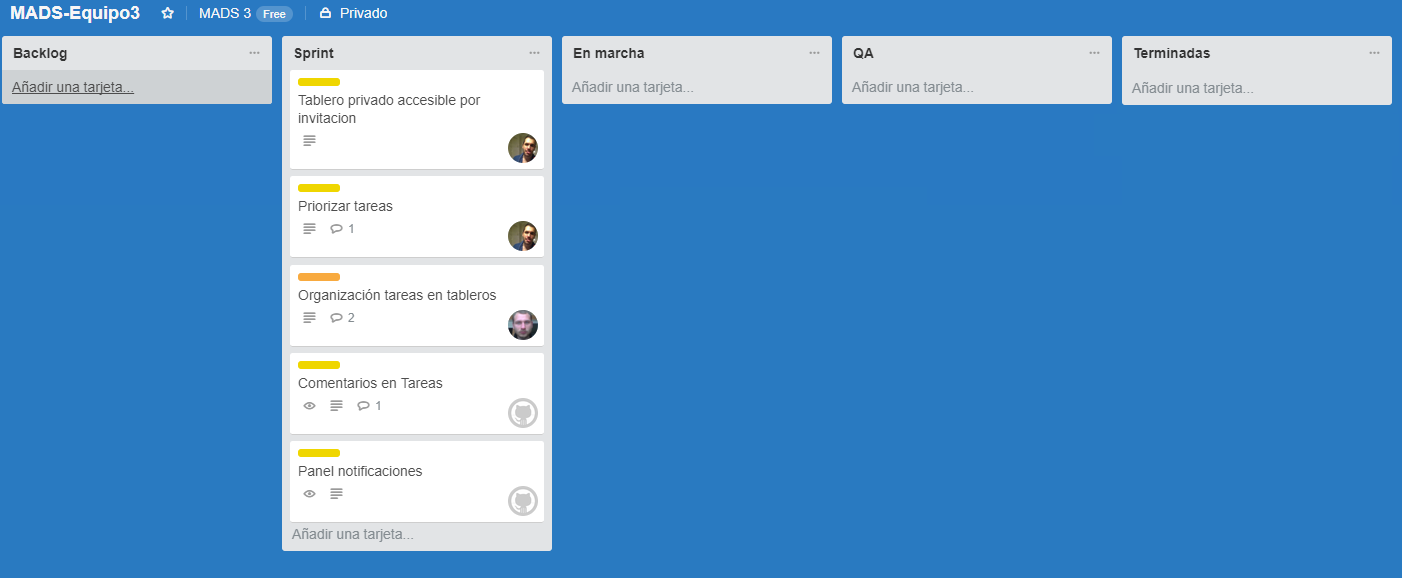 MADS-Equipo3 MADS 3 Free Privado
Backlog
Añadir una tarjeta...
Sprint
Tablero privado accesible por
invitacion
Priorizar tareas
1
Organización tareas en tableros
2
Comentarios en Tareas
1
Panel notificaciones
Añadir una tarjeta...
En marcha
Añadir una tarjeta...
QA
Añadir una tarjeta...
Terminadas
Añadir una tarjeta...